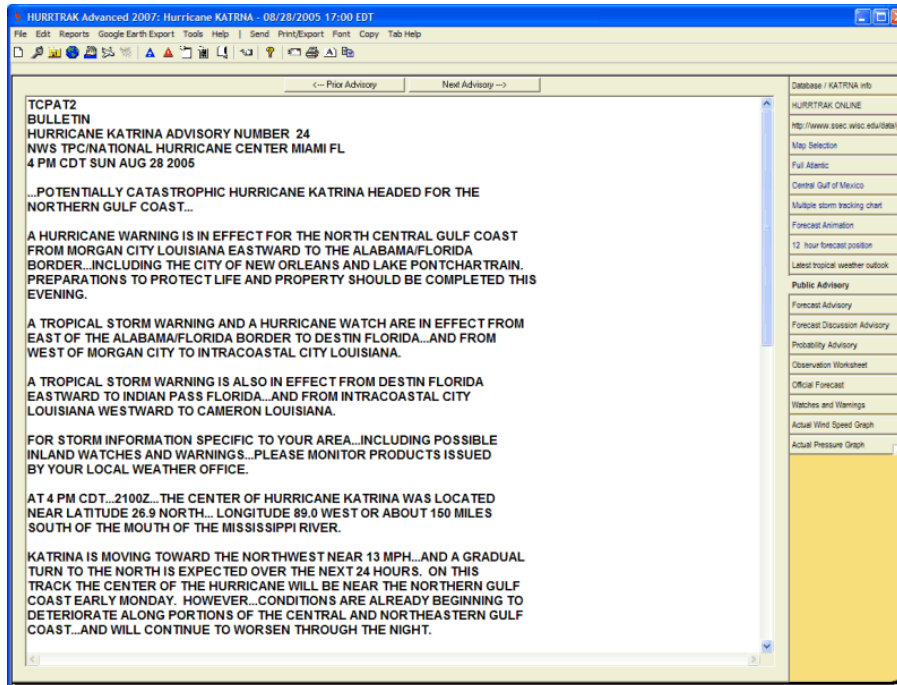 HURRTRAK Advanced 2007: Hurricane KATRNA - 08/28/2005 17:00 EDT
File Edit Reports Google Earth Export Tools Help | Send Print/Export Font Copy Tab Help
<-- Prior Advisory Next Advisory -->
TCPAT2
BULLETIN
HURRICANE KATRINA ADVISORY NUMBER 24
NWS TPC/NATIONAL HURRICANE CENTER MIAMI FL
4 PM CDT SUN AUG 28 2005
...POTENTIALLY CATASTROPHIC HURRICANE KATRINA HEADED FOR THE
NORTHERN GULF COAST...
A HURRICANE WARNING IS IN EFFECT FOR THE NORTH CENTRAL GULF COAST
FROM MORGAN CITY LOUISIANA EASTWARD TO THE ALABAMA/FLORIDA
BORDER...INCLUDING THE CITY OF NEW ORLEANS AND LAKE PONTCHARTRAIN.
PREPARATIONS TO PROTECT LIFE AND PROPERTY SHOULD BE COMPLETED THIS
EVENING.
A TROPICAL STORM WARNING AND A HURRICANE WATCH ARE IN EFFECT FROM
EAST OF THE ALABAMA/FLORIDA BORDER TO DESTIN FLORIDA...AND FROM
WEST OF MORGAN CITY TO INTRACOASTAL CITY LOUISIANA.
A TROPICAL STORM WARNING IS ALSO IN EFFECT FROM DESTIN FLORIDA
EASTWARD TO INDIAN PASS FLORIDA...AND FROM INTRACOASTAL CITY
LOUISIANA WESTWARD TO CAMERON LOUISIANA.
FOR STORM INFORMATION SPECIFIC TO YOUR AREA...INCLUDING POSSIBLE
INLAND WATCHES AND WARNINGS...PLEASE MONITOR PRODUCTS ISSUED
BY YOUR LOCAL WEATHER OFFICE.
AT 4 PM CDT...2100Z...THE CENTER OF HURRICANE KATRINA WAS LOCATED
NEAR LATITUDE 26.9 NORTH... LONGITUDE 89.0 WEST OR ABOUT 150 MILES
SOUTH OF THE MOUTH OF THE MISSISSIPPI RIVER.
KATRINA IS MOVING TOWARD THE NORTHWEST NEAR 13 MPH...AND A GRADUAL
TURN TO THE NORTH IS EXPECTED OVER THE NEXT 24 HOURS. ON THIS
TRACK THE CENTER OF THE HURRICANE WILL BE NEAR THE NORTHERN GULF
COAST EARLY MONDAY. HOWEVER...CONDITIONS ARE ALREADY BEGINNING TO
DETERIORATE ALONG PORTIONS OF THE CENTRAL AND NORTHEASTERN GULF
COAST...AND WILL CONTINUE TO WORSEN THROUGH THE NIGHT.
Database / KATRNA info
HURRTRAK ONLINE
http://www.ssec.wisc.edu/data/
Map Selection
Full Atlantic
Central Gulf of Mexico
Multiple storm tracking chart
Forecast Animation
12 hour forecast position
Latest tropical weather outlook
Public Advisory
Forecast Advisory
Forecast Discussion Advisory
Probability Advisory
Observation Worksheet
Official Forecast
Watches and Warnings
Actual Wind Speed Graph
Actual Pressure Graph